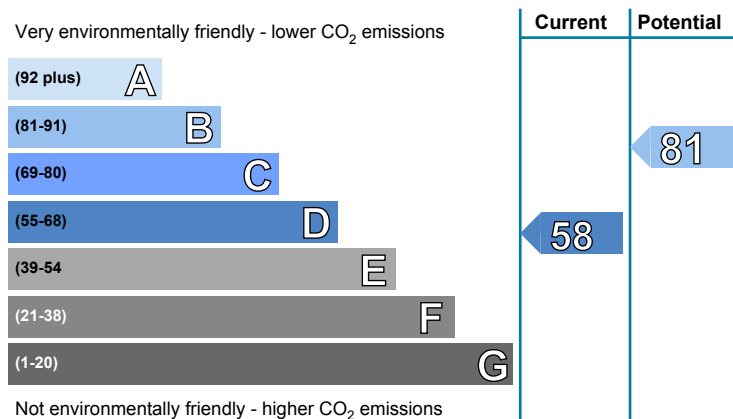 Current Potential
Very environmentally friendly - lower CO₂ emissions
(92 plus) A
(81-91) B
81
(69-80) C
(55-68) D
58
(39-54 E
(21-38) F
(1-20) G
Not environmentally friendly - higher CO₂ emissions